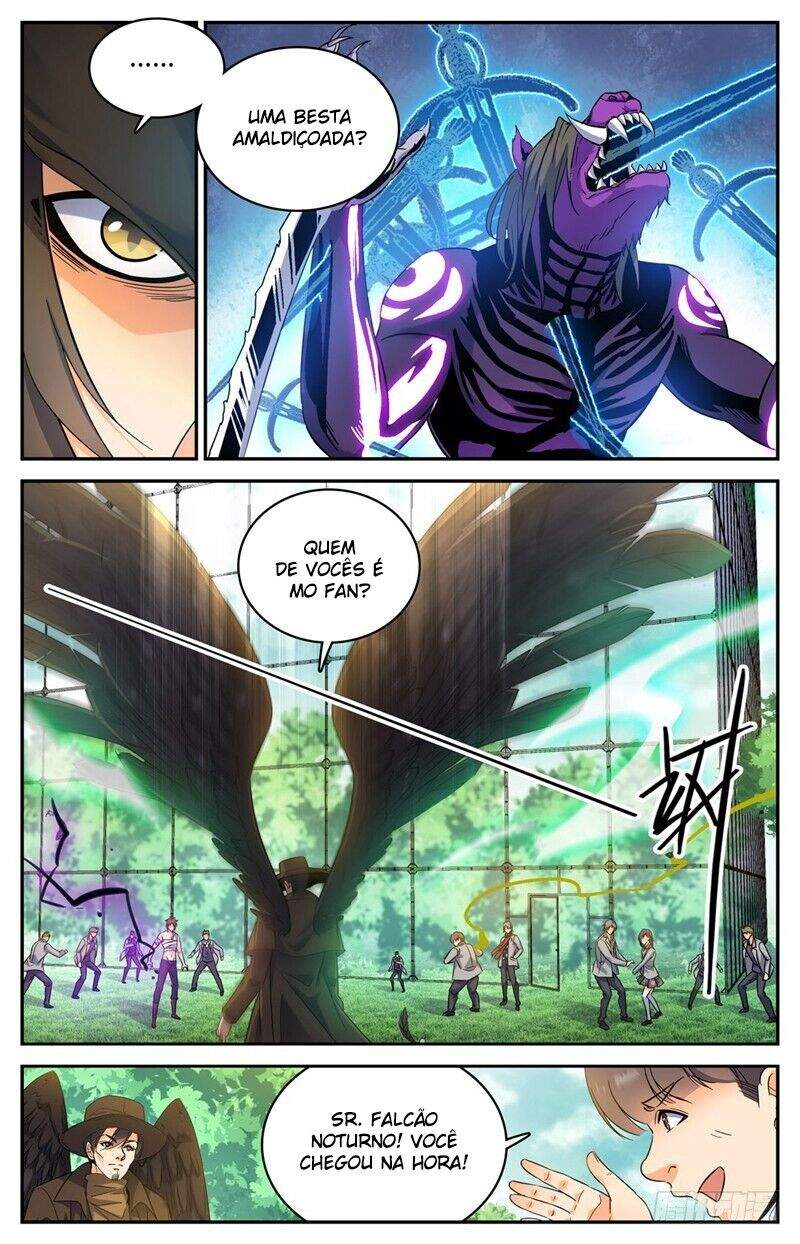 ......
UMA BESTA
AMALDIÇOADA?
QUEM
DE VOCÊS É
MO FAN?
SR. FALCÃO
NOTURNO! VOCÊ
CHEGOU NA HORA!